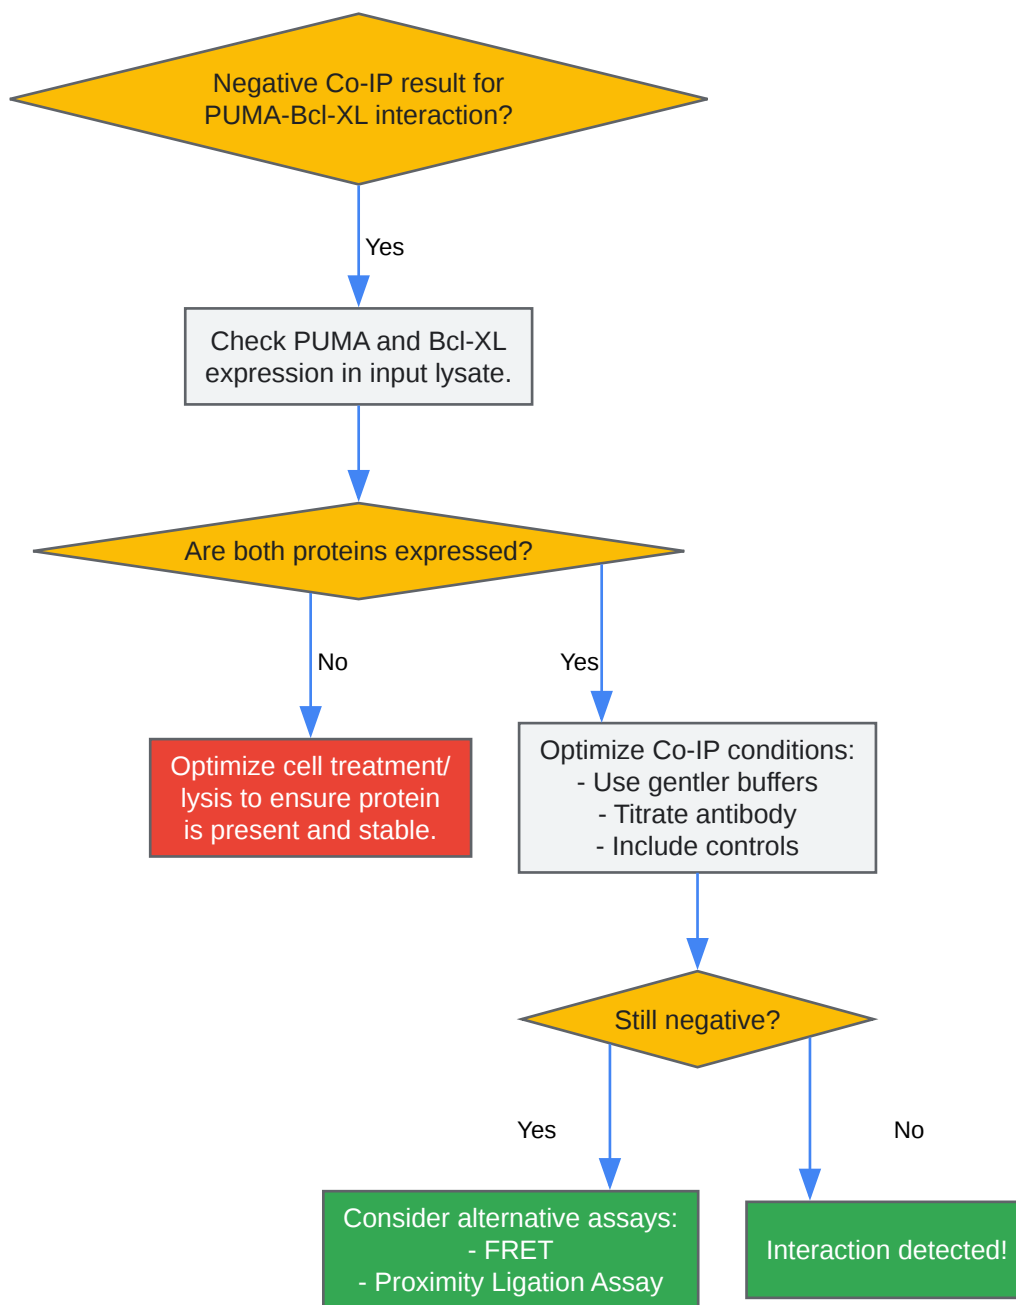 Negative Co-IP result for
PUMA-Bcl-XL interaction?
Yes
Check PUMA and Bcl-XL
expression in input lysate.
Are both proteins expressed?
No
Yes
Optimize cell treatment/
lysis to ensure protein
is present and stable.
Optimize Co-IP conditions:
- Use gentler buffers
- Titrate antibody
- Include controls
Still negative?
Yes
No
Consider alternative assays:
- FRET
- Proximity Ligation Assay
Interaction detected!